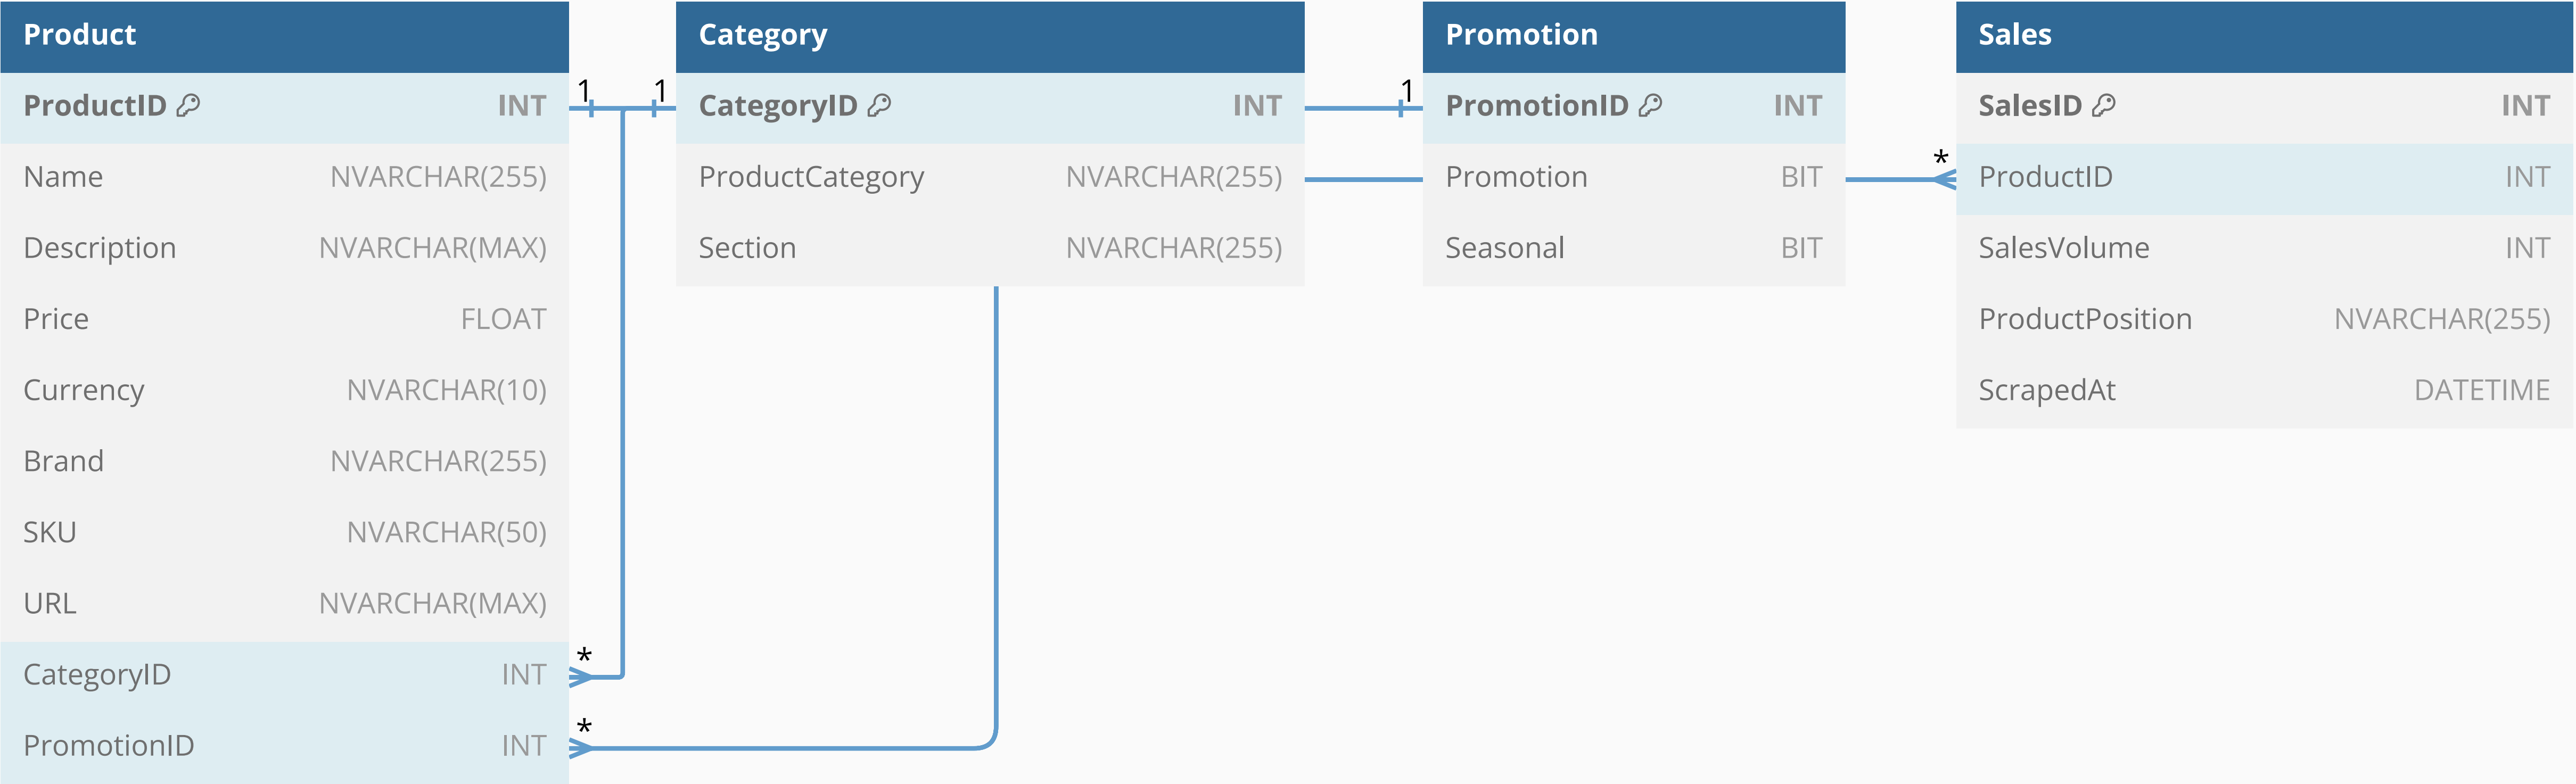 Product
ProductID INT
Name NVARCHAR(255)
Description NVARCHAR(MAX)
Price FLOAT
Currency NVARCHAR(10)
Brand NVARCHAR(255)
SKU NVARCHAR(50)
URL NVARCHAR(MAX)
CategoryID INT
PromotionID INT
1
1
*
*
Category
CategoryID INT
ProductCategory NVARCHAR(255)
Section NVARCHAR(255)
1
Promotion
PromotionID INT
Promotion BIT
Seasonal BIT
*
Sales
SalesID INT
ProductID INT
SalesVolume INT
ProductPosition NVARCHAR(255)
ScrapedAt DATETIME